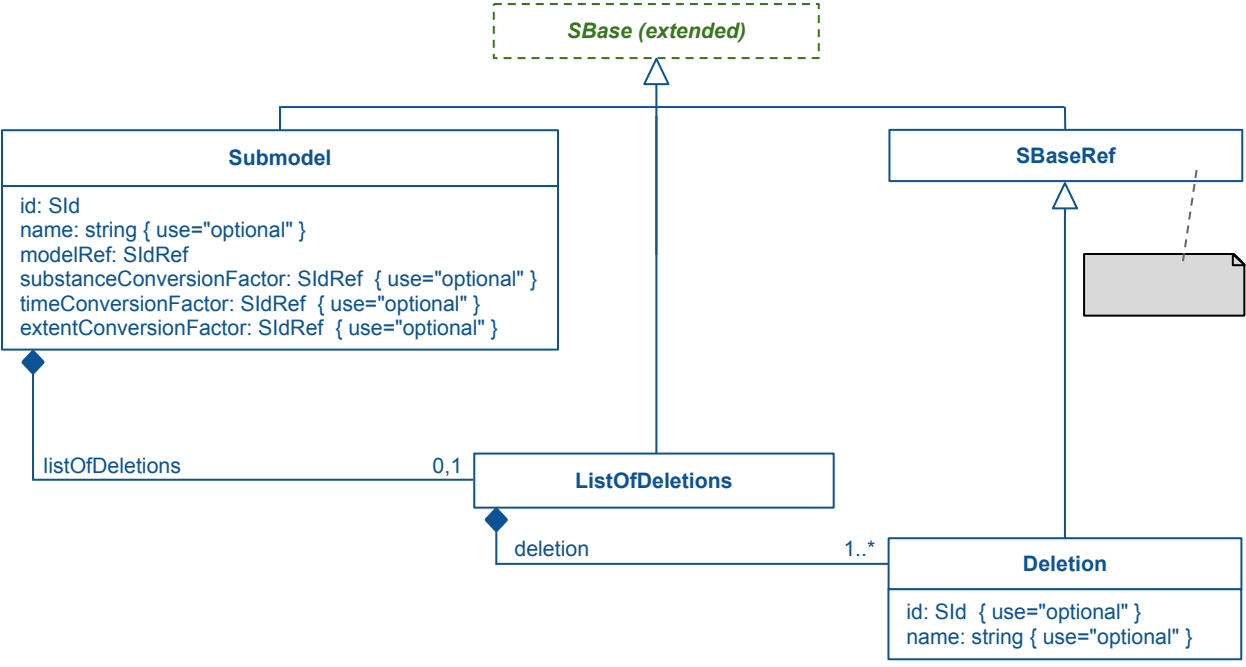 SBase (extended)
Submodel
SBaseRef
id: SId
name: string { use="optional" }
modelRef: SIdRef
substanceConversionFactor: SIdRef  { use="optional" }
timeConversionFactor: SIdRef  { use="optional" }
extentConversionFactor: SIdRef  { use="optional" }
listOfDeletions
0,1
ListOfDeletions
deletion
1..*
Deletion
id: SId  { use="optional" }
name: string { use="optional" }